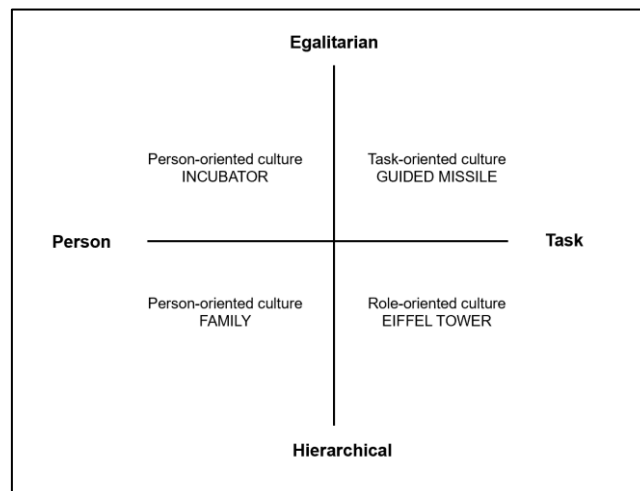 Egalitarian
Person-oriented culture
INCUBATOR
Task-oriented culture
GUIDED MISSILE
Person
Task
Person-oriented culture
FAMILY
Role-oriented culture
EIFFEL TOWER
Hierarchical